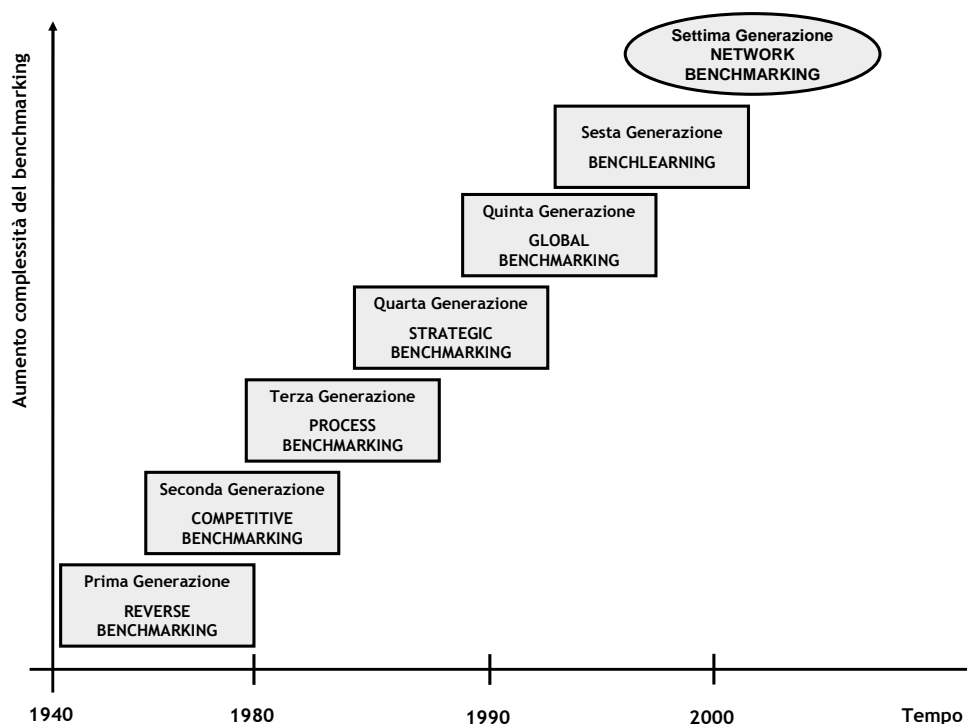 Settima Generazione
NETWORK
BENCHMARKING
Sesta Generazione
BENCHLEARNING
Quinta Generazione
GLOBAL
BENCHMARKING
Quarta Generazione
STRATEGIC
BENCHMARKING
Terza Generazione
PROCESS
BENCHMARKING
Seconda Generazione
COMPETITIVE
BENCHMARKING
Prima Generazione
REVERSE
BENCHMARKING
Aumento complessità del benchmarking
1940
1980
1990
2000
Tempo